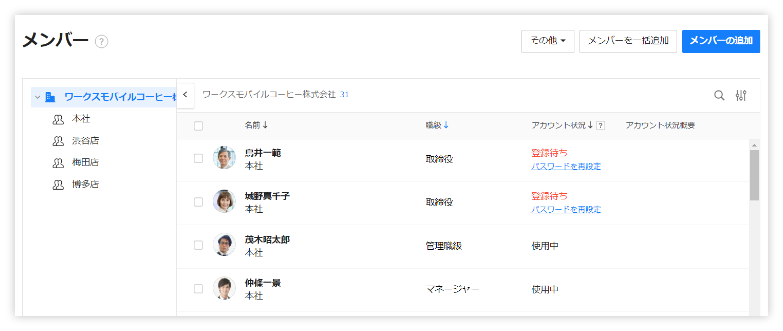 メンバー ?
その他 メンバーを一括追加 メンバーの追加
ワークスモバイルコーヒー株
本社
渋谷店
梅田店
博多店
ワークスモバイルコーヒー株式会社 31
名前↓ 職級↓ アカウント状況↓ ? アカウント状況概要
鳥井一範
本社
取締役
登録待ち
パスワードを再設定
城野真千子
本社
取締役
登録待ち
パスワードを再設定
茂木昭太郎
本社
管理職級
使用中
仲條一景
本社
マネージャー
使用中